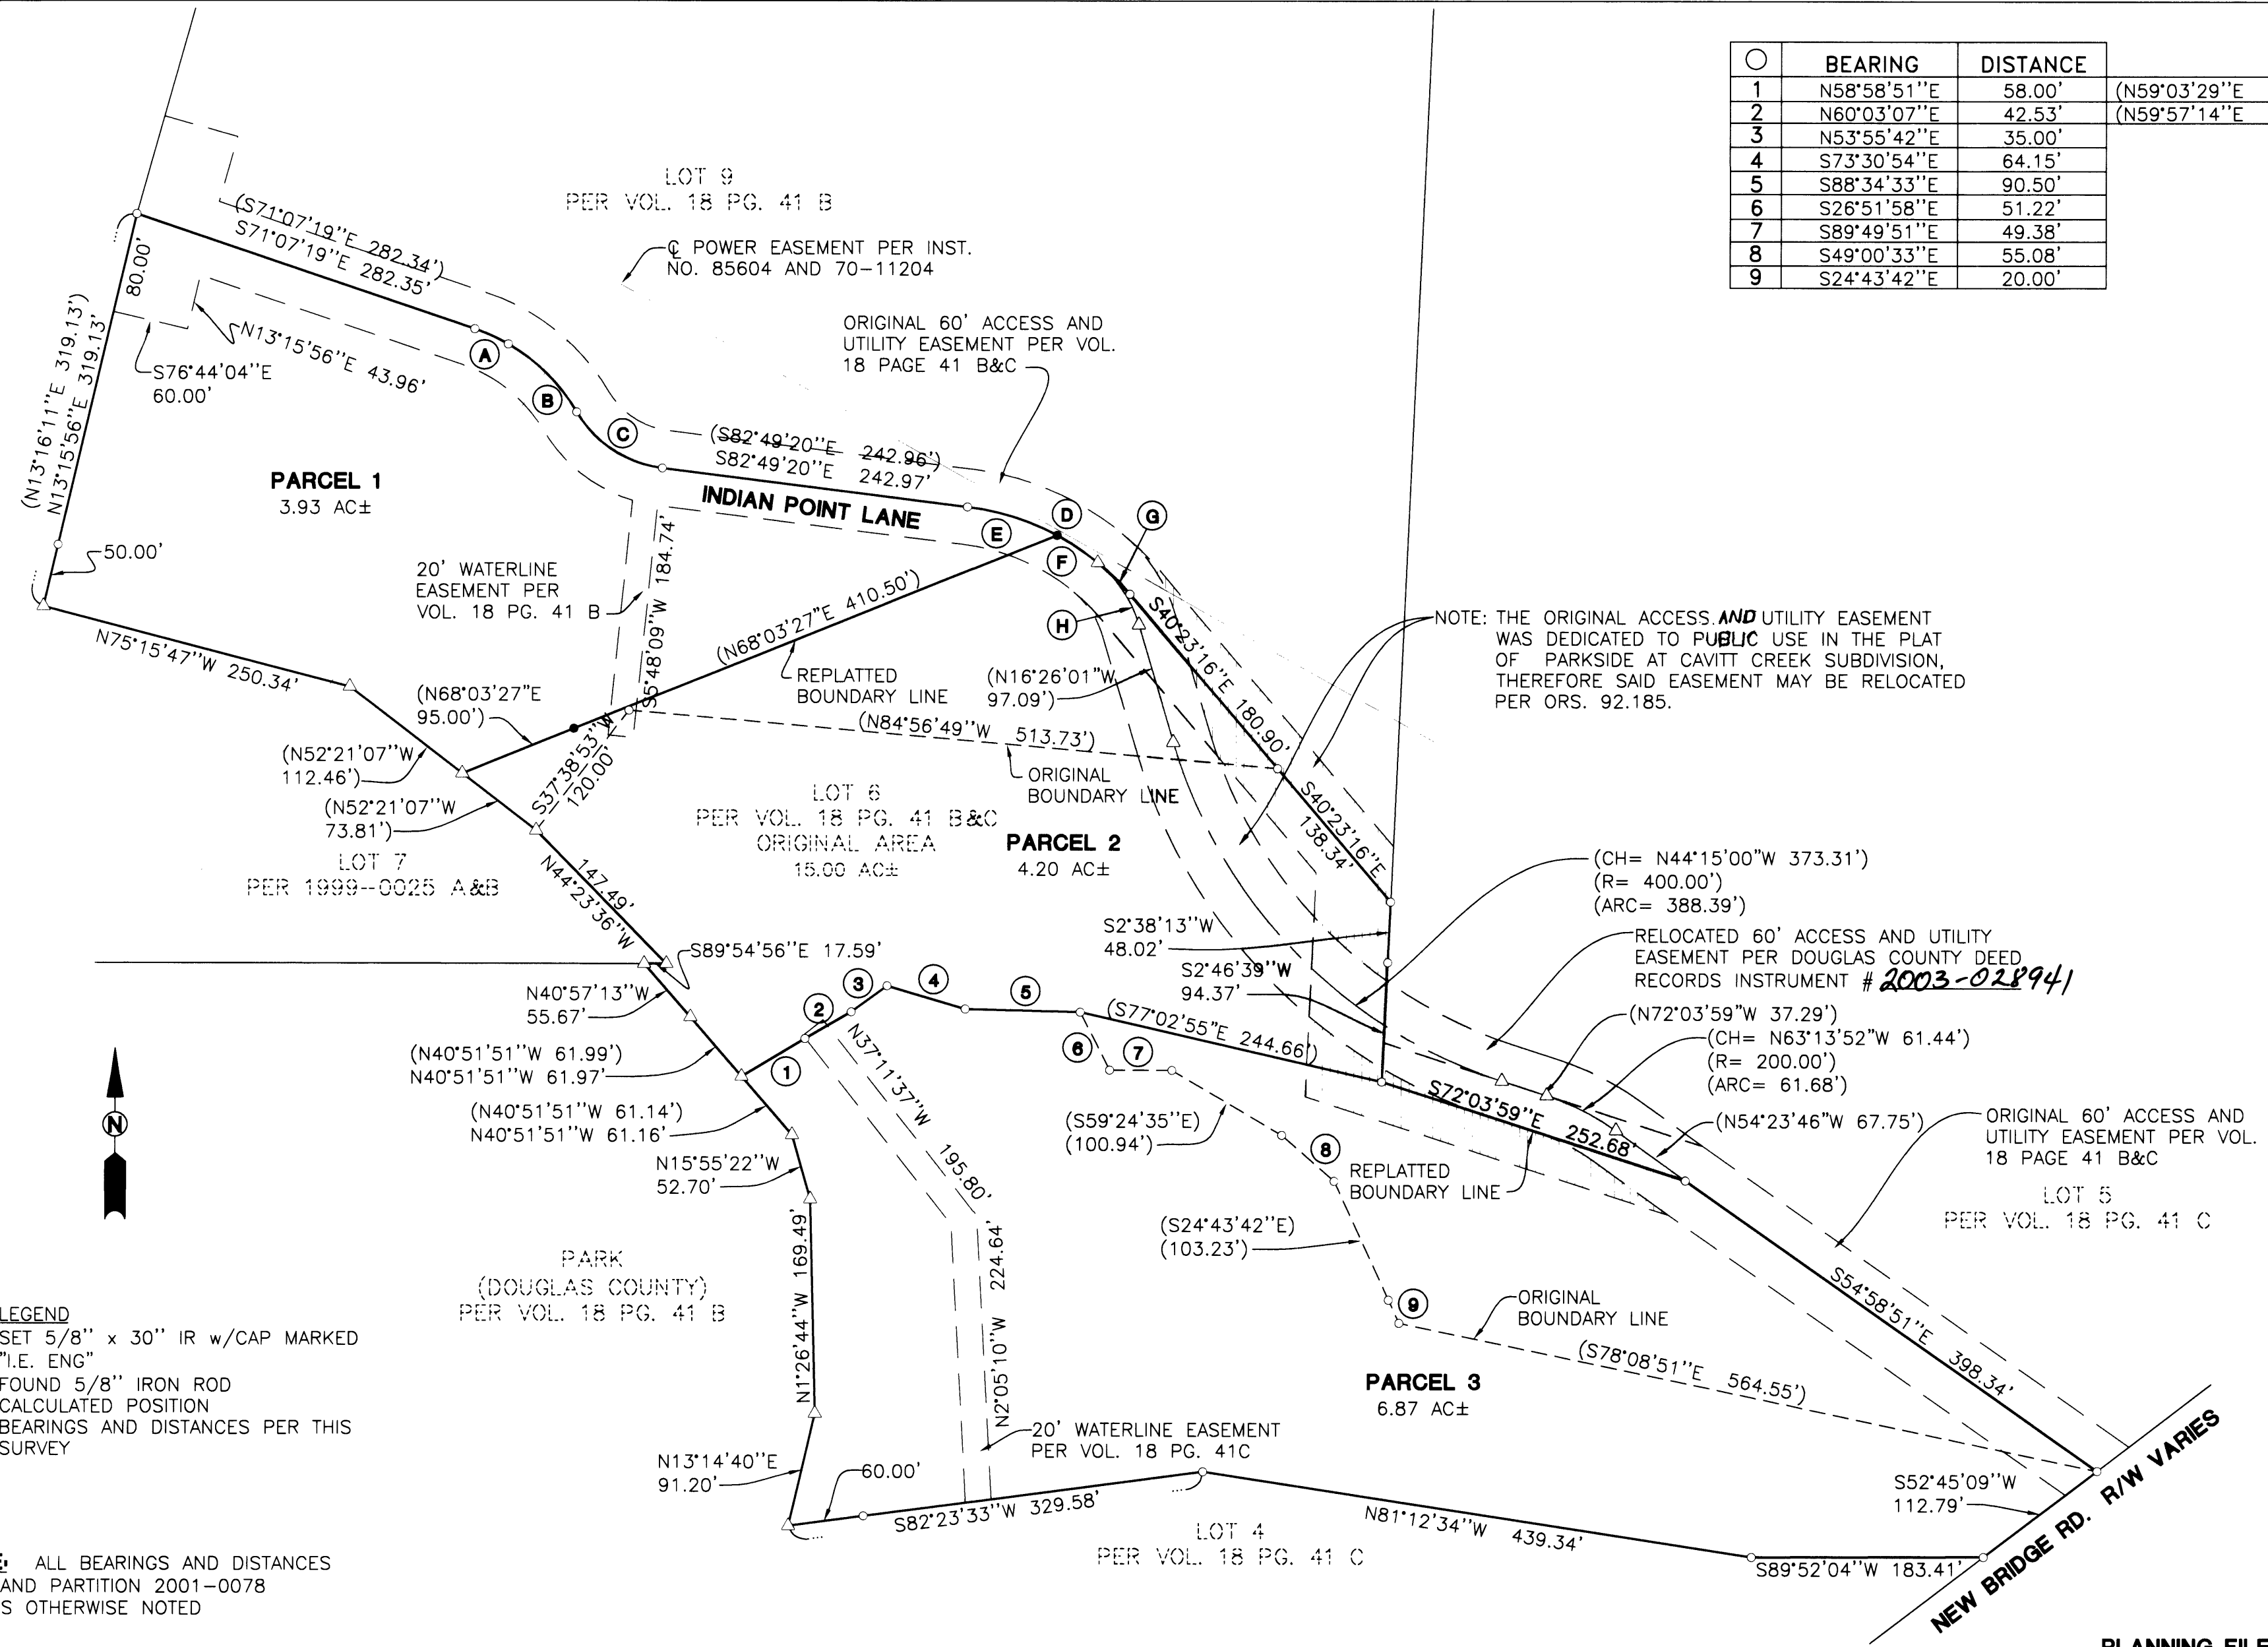 ○ BEARING DISTANCE
1 N58°58'51''E 58.00' (N59°03'29''E
2 N60°03'07''E 42.53' (N59°57'14''E
3 N53°55'42''E 35.00'
4 S73°30'54''E 64.15'
5 S88°34'33''E 90.50'
6 S26°51'58''E 51.22'
7 S89°49'51''E 49.38'
8 S49°00'33''E 55.08'
9 S24°43'42''E 20.00'
LOT 9
PER VOL. 18 PG. 41 B
℄ POWER EASEMENT PER INST.
NO. 85604 AND 70-11204
(S71°07'19''E 282.34')
S71°07'19''E 282.35'
80.00'
(N13°16'11''E 319.13')
N13°15'56''E 319.13'
N13°15'56''E 43.96'
S76°44'04''E
60.00'
ORIGINAL 60' ACCESS AND
UTILITY EASEMENT PER VOL.
18 PAGE 41 B&C
A
B
C
(S82°49'20''E 242.96')
S82°49'20''E 242.97'
INDIAN POINT LANE
PARCEL 1
3.93 AC±
50.00'
D
E
F
G
H
20' WATERLINE
EASEMENT PER
VOL. 18 PG. 41 B
S5°48'09''W 184.74'
(N68°03'27''E 410.50')
REPLATTED
BOUNDARY LINE
N75°15'47''W 250.34'
(N68°03'27''E
95.00')
(N16°26'01''W
97.09')
S40°23'16''E 180.90'
NOTE: THE ORIGINAL ACCESS AND UTILITY EASEMENT
WAS DEDICATED TO PUBLIC USE IN THE PLAT
OF PARKSIDE AT CAVITT CREEK SUBDIVISION,
THEREFORE SAID EASEMENT MAY BE RELOCATED
PER ORS. 92.185.
(N84°56'49''W 513.73')
ORIGINAL
BOUNDARY LINE
(N52°21'07''W
112.46')
(N52°21'07''W
73.81')
S37°38'53''W
120.00'
LOT 6
PER VOL. 18 PG. 41 B&C
ORIGINAL AREA
15.00 AC±
PARCEL 2
4.20 AC±
S40°23'16''E
138.34'
LOT 7
PER 1999-0025 A&B
147.49'
N44°23'36''W
(CH= N44°15'00''W 373.31')
(R= 400.00')
(ARC= 388.39')
S2°38'13''W
48.02'
S2°46'39''W
94.37'
RELOCATED 60' ACCESS AND UTILITY
EASEMENT PER DOUGLAS COUNTY DEED
RECORDS INSTRUMENT # 2003-028941
S89°54'56''E 17.59'
N40°57'13''W
55.67'
(N40°51'51''W 61.99')
N40°51'51''W 61.97'
(N40°51'51''W 61.14')
N40°51'51''W 61.16'
N15°55'22''W
52.70'
1
2
3
4
5
6
7
8
9
(S77°02'55''E 244.66')
(N72°03'59''W 37.29')
(CH= N63°13'52''W 61.44')
(R= 200.00')
(ARC= 61.68')
(N54°23'46''W 67.75')
S72°03'59''E 252.68'
(S59°24'35''E)
(100.94')
REPLATTED
BOUNDARY LINE
ORIGINAL 60' ACCESS AND
UTILITY EASEMENT PER VOL.
18 PAGE 41 B&C
LOT 5
PER VOL. 18 PG. 41 C
(S24°43'42''E)
(103.23')
N37°11'37''W 195.80'
N2°05'10''W 224.64'
N
PARK
(DOUGLAS COUNTY)
PER VOL. 18 PG. 41 B
N1°26'44''W 169.49'
ORIGINAL
BOUNDARY LINE
(S78°08'51''E 564.55')
S54°58'51''E 398.34'
PARCEL 3
6.87 AC±
LEGEND
SET 5/8'' x 30'' IR w/CAP MARKED
"I.E. ENG"
FOUND 5/8'' IRON ROD
CALCULATED POSITION
BEARINGS AND DISTANCES PER THIS
SURVEY
20' WATERLINE EASEMENT
PER VOL. 18 PG. 41C
N13°14'40''E
91.20'
60.00'
S82°23'33''W 329.58'
N81°12'34''W 439.34'
LOT 4
PER VOL. 18 PG. 41 C
S52°45'09''W
112.79'
S89°52'04''W 183.41'
NEW BRIDGE RD. R/W VARIES
E: ALL BEARINGS AND DISTANCES
AND PARTITION 2001-0078
S OTHERWISE NOTED
PLANNING FILE